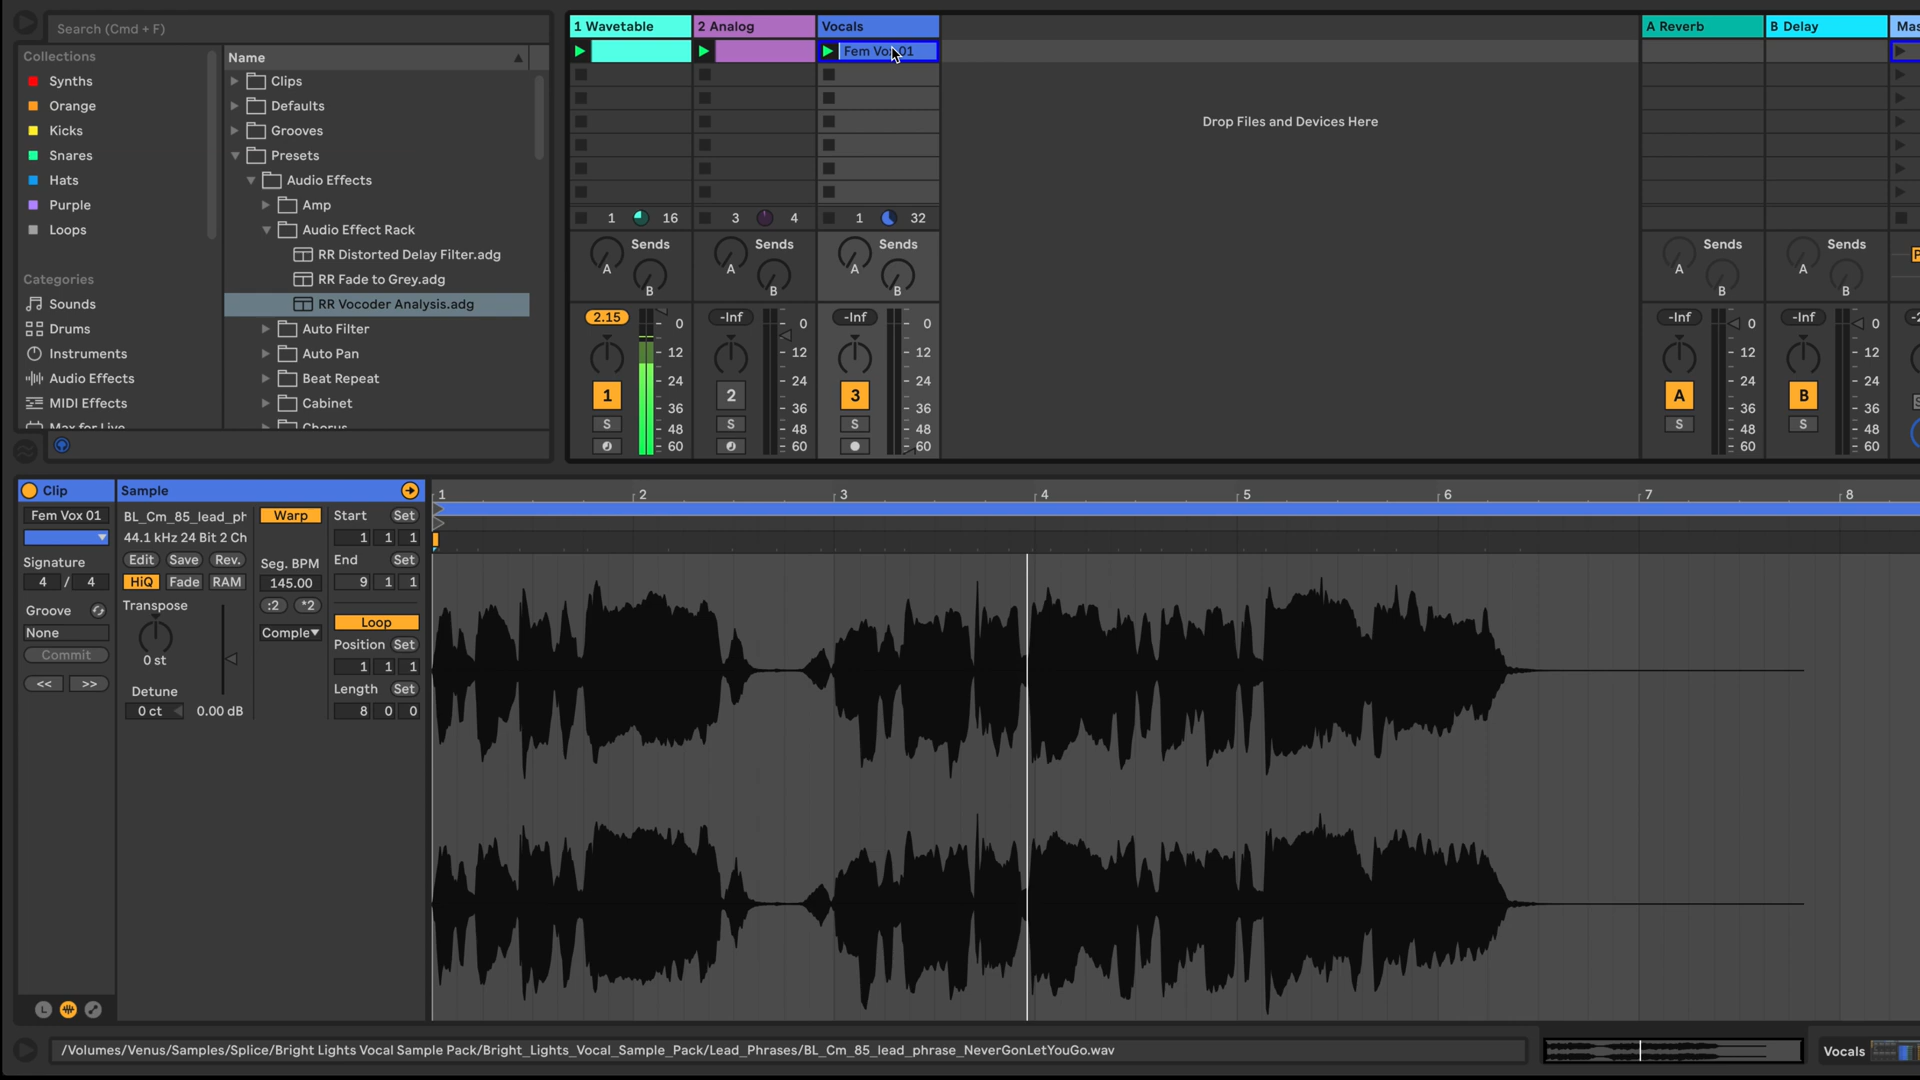 Search (Cmd + F)
Collections
Synths
Orange
Kicks
Snares
Hats
Purple
Loops
Categories
Sounds
Drums
Instruments
Audio Effects
MIDI Effects
Max for Live
Name
Clips
Defaults
Grooves
Presets
Audio Effects
Amp
Audio Effect Rack
RR Distorted Delay Filter.adg
RR Fade to Grey.adg
RR Vocoder Analysis.adg
Auto Filter
Auto Pan
Beat Repeat
Cabinet
Chorus
1 Wavetable 2 Analog Vocals
Fem Vox 01
Drop Files and Devices Here
A Reverb B Delay Mas
1 16 3 4 1 32
Sends Sends Sends Sends Sends
A A A A A
B B B B B
2.15 0 -Inf 0 -Inf 0 -Inf 0 -Inf 0
12 12 12 12 12
24 24 24 24 24
1 2 3 A B
36 36 36 36 36
S S S S S
48 48 48 48 48
60 60 60 60 60
Clip
Fem Vox 01
Signature
4 / 4
Groove
None
Commit
<< >>
L
Sample
BL_Cm_85_lead_ph
44.1 kHz 24 Bit 2 Ch
Edit Save Rev.
HiQ Fade RAM
Transpose
0 st
Detune
0 ct 0.00 dB
Warp
Seg. BPM
145.00
:2 *2
Comple
Start Set
1 1 1
End Set
9 1 1
Loop
Position Set
1 1 1
Length Set
8 0 0
1 2 3 4 5 6 7 8
/Volumes/Venus/Samples/Splice/Bright Lights Vocal Sample Pack/Bright_Lights_Vocal_Sample_Pack/Lead_Phrases/BL_Cm_85_lead_phrase_NeverGonLetYouGo.wav
Vocals